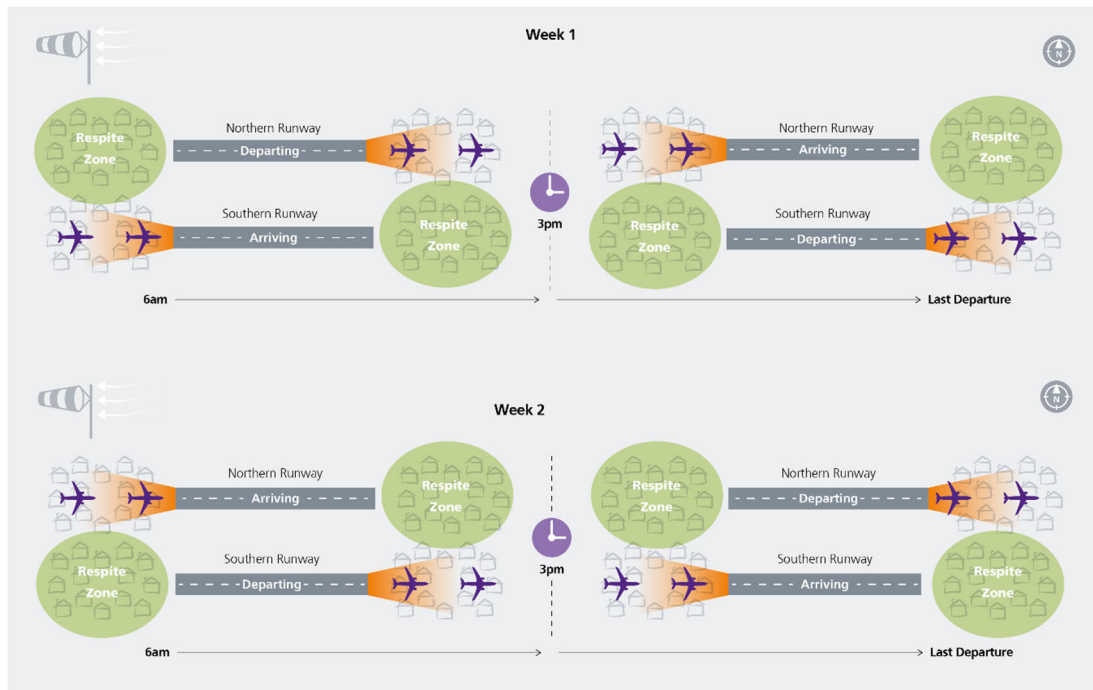 Week 1
N
Northern Runway
Northern Runway
Respite
Zone
Departing
Arriving
Respite
Zone
Southern Runway
Respite
Zone
3pm
Respite
Zone
Southern Runway
Arriving
Departing
6am
Last Departure
Week 2
N
Northern Runway
Respite
Zone
Respite
Zone
Northern Runway
Arriving
Departing
Southern Runway
Southern Runway
Respite
Zone
Departing
3pm
Arriving
Respite
Zone
6am
Last Departure